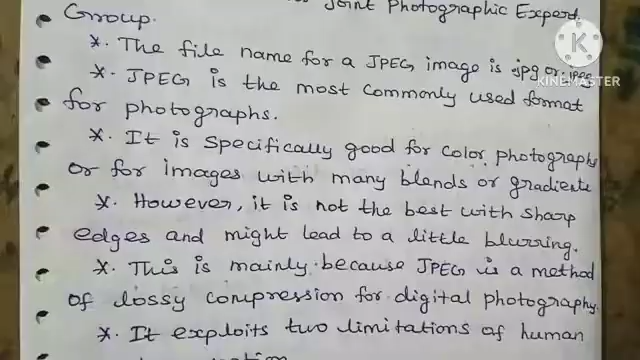 Joint Photographic Expert
Group.
*. The file name for a JPEG image is .jpg or .jpeg
*. JPEG is the most commonly used format
for photographs.
*. It is specifically good for color photographs
or for images with many blends or gradients
*. However, it is not the best with sharp
edges and might lead to a little blurring.
*. This is mainly because JPEG is a method
of lossy compression for digital photography.
*. It exploits two limitations of human
KINEMASTER